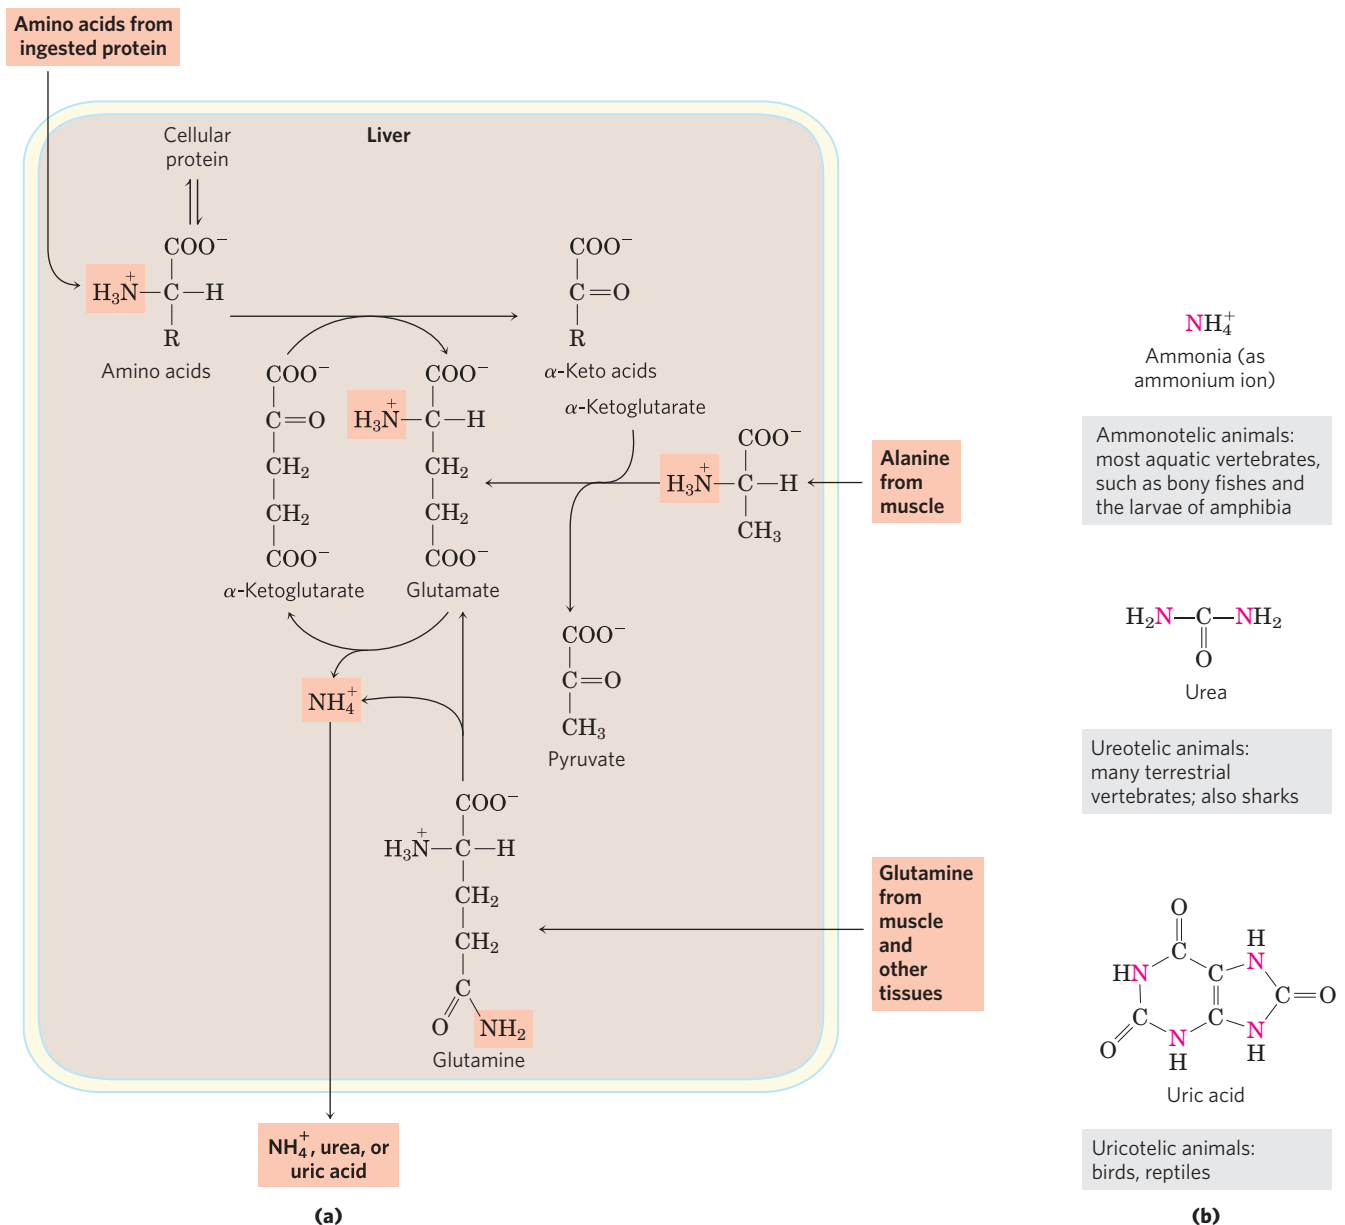 Amino acids from
ingested protein
Cellular
protein
Liver
COO⁻
H₃N⁺—C—H
R
Amino acids
COO⁻
C=O
R
α-Keto acids
COO⁻
C=O
CH₂
CH₂
COO⁻
α-Ketoglutarate
COO⁻
H₃N⁺—C—H
CH₂
CH₂
COO⁻
Glutamate
α-Ketoglutarate
COO⁻
H₃N⁺—C—H
CH₃
Alanine
from
muscle
COO⁻
C=O
CH₃
Pyruvate
NH₄⁺
COO⁻
H₃N⁺—C—H
CH₂
CH₂
C
O NH₂
Glutamine
Glutamine
from
muscle
and
other
tissues
NH₄⁺, urea, or
uric acid
(a)
NH₄⁺
Ammonia (as
ammonium ion)
Ammonotelic animals:
most aquatic vertebrates,
such as bony fishes and
the larvae of amphibia
H₂N—C—NH₂
O
Urea
Ureotelic animals:
many terrestrial
vertebrates; also sharks
O
H
C N
HN C
C=O
C C
O N N
H H
Uric acid
Uricotelic animals:
birds, reptiles
(b)